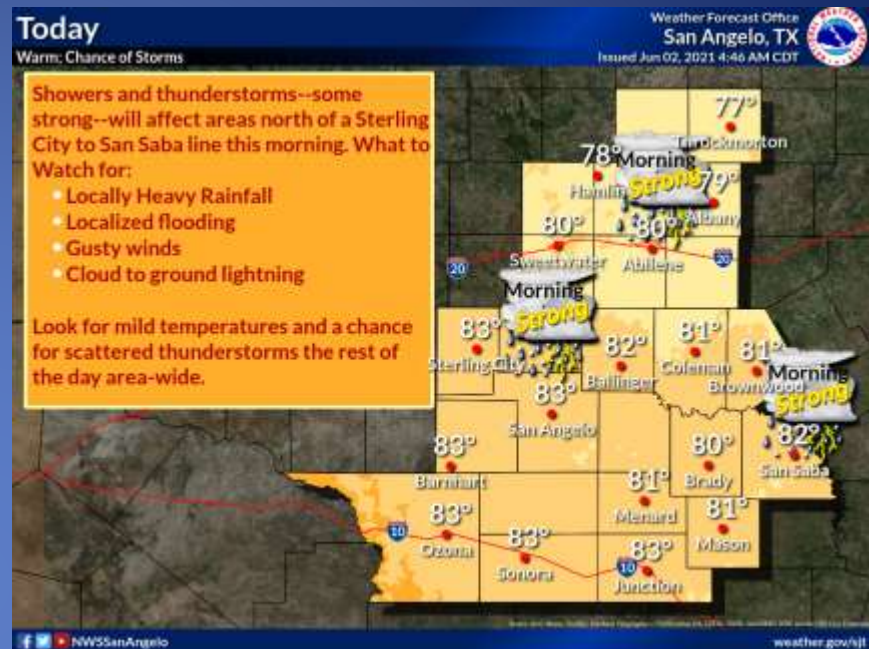 Today
Warm: Chance of Storms
Weather Forecast Office
San Angelo, TX
Issued Jun 02, 2021 4:46 AM CDT
Showers and thunderstorms--some
strong--will affect areas north of a Sterling
City to San Saba line this morning. What to
Watch for:
Locally Heavy Rainfall
Localized flooding
Gusty winds
Cloud to ground lightning
Look for mild temperatures and a chance
for scattered thunderstorms the rest of
the day area-wide.
77°
Throckmorton
78°
Hamlin
Morning
Strong
79°
Albany
80°
Sweetwater
80°
Abilene
20
20
Morning
Strong
83°
Sterling City
82°
Ballinger
81°
Coleman
81°
Brownwood
Morning
Strong
83°
San Angelo
82°
San Saba
83°
Barnhart
80°
Brady
81°
Menard
81°
Mason
83°
Ozona
10
83°
Sonora
10
83°
Junction
NWSSanAngelo
weather.gov/sjt